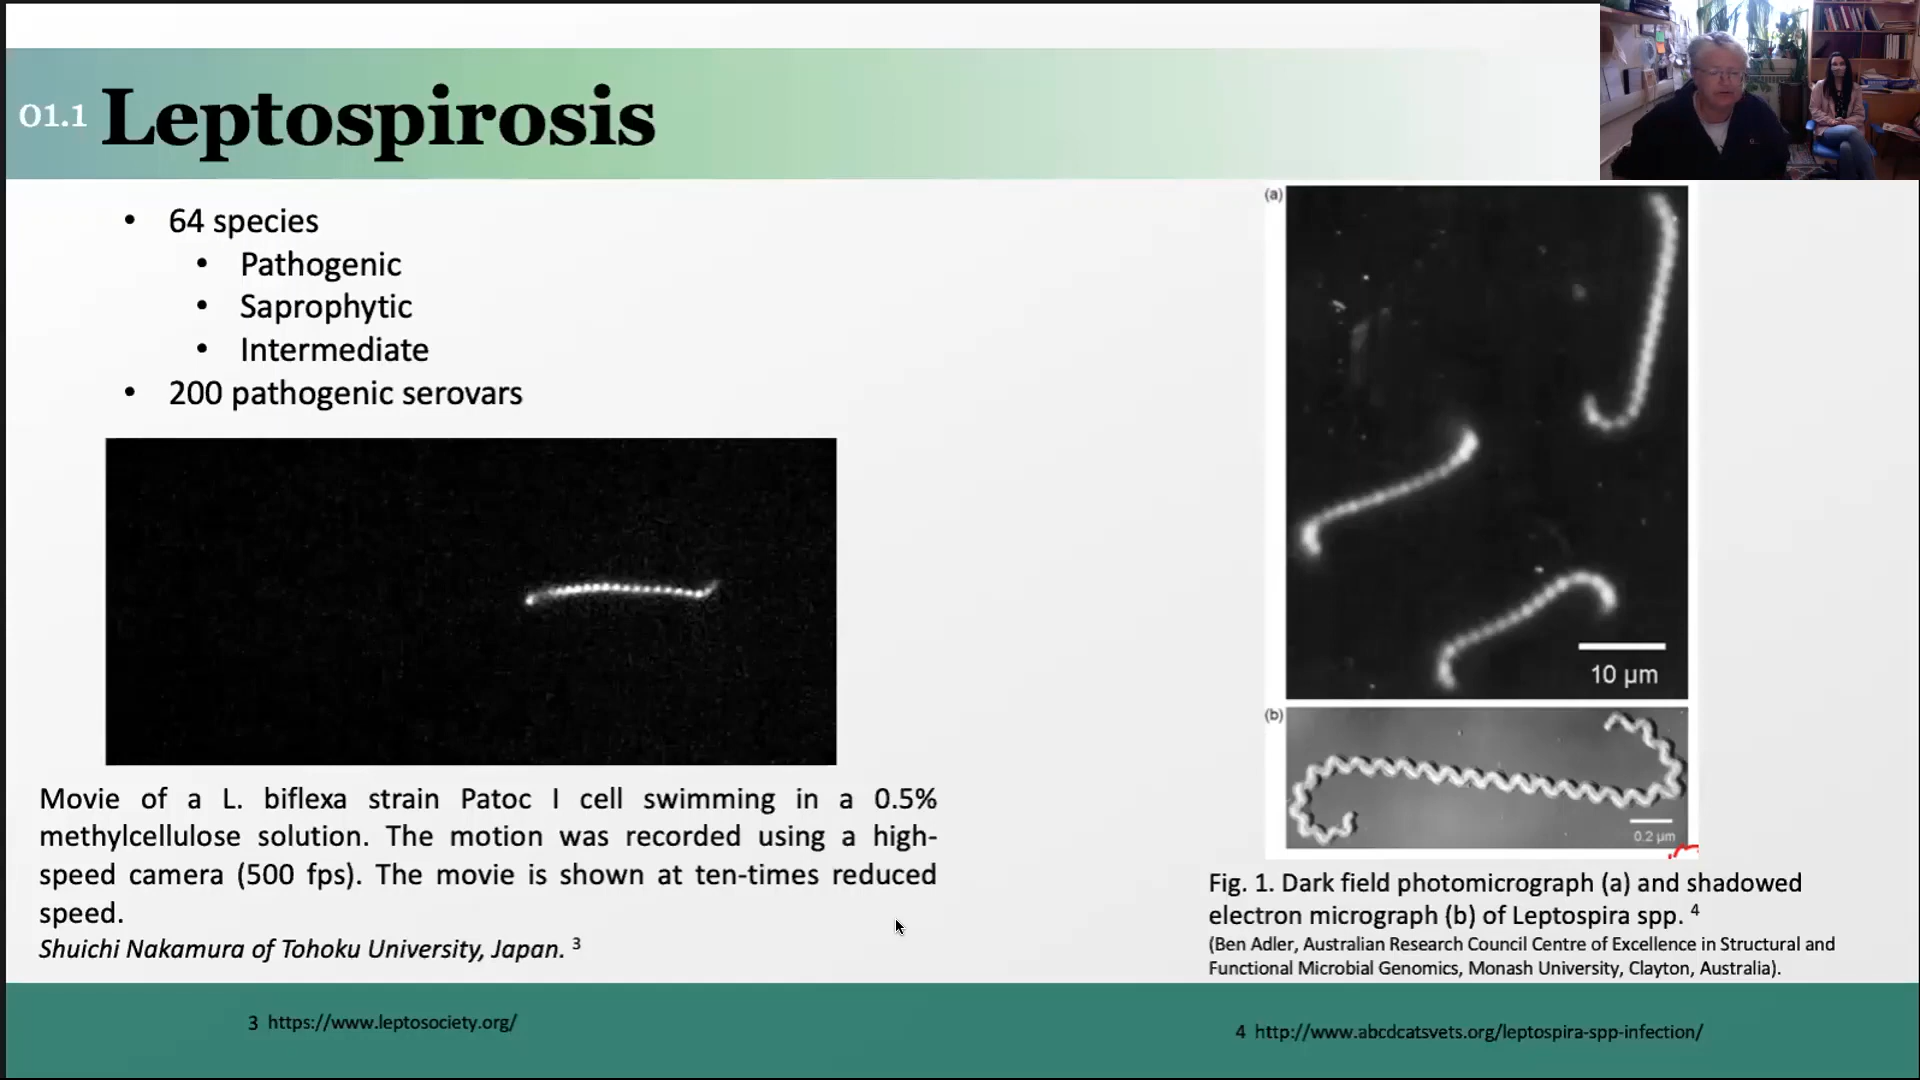 01.1 Leptospirosis
• 64 species
• Pathogenic
• Saprophytic
• Intermediate
• 200 pathogenic serovars
Movie of a L. biflexa strain Patoc I cell swimming in a 0.5%
methylcellulose solution. The motion was recorded using a high-
speed camera (500 fps). The movie is shown at ten-times reduced
speed.
Shuichi Nakamura of Tohoku University, Japan. 3
(a)
10 µm
(b)
0.2 µm
Fig. 1. Dark field photomicrograph (a) and shadowed
electron micrograph (b) of Leptospira spp. 4
(Ben Adler, Australian Research Council Centre of Excellence in Structural and
Functional Microbial Genomics, Monash University, Clayton, Australia).
3 https://www.leptosociety.org/
4 http://www.abcdcatsvets.org/leptospira-spp-infection/